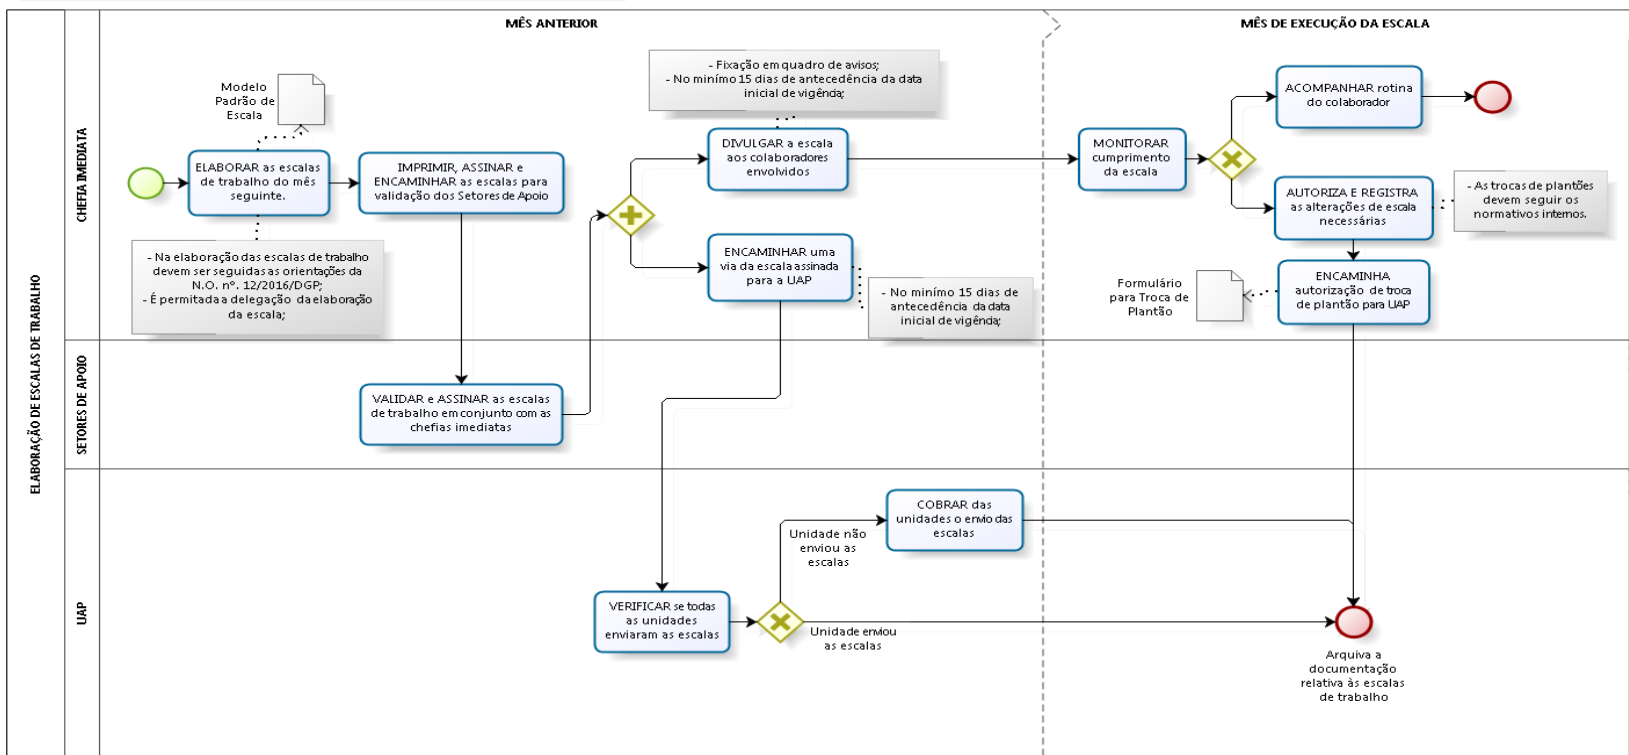 ELABORAÇÃO DE ESCALAS DE TRABALHO
MÊS ANTERIOR
MÊS DE EXECUÇÃO DA ESCALA
CHEFIA IMEDIATA
Modelo
Padrão de
Escala
ELABORAR as escalas
de trabalho do mês
seguinte.
- Na elaboração das escalas de trabalho
devem ser seguidas as orientações da
N.O. nº. 12/2016/DGP;
- É permitada a delegação da elaboração
da escala;
IMPRIMIR, ASSINAR e
ENCAMINHAR as escalas para
validação dos Setores de Apoio
- Fixação em quadro de avisos;
- No minímo 15 dias de antecedência da data
inicial de vigência;
DIVULGAR a escala
aos colaboradores
envolvidos
ENCAMINHAR uma
via da escala assinada
para a UAP
- No minímo 15 dias de
antecedência da data
inicial de vigência;
MONITORAR
cumprimento
da escala
ACOMPANHAR rotina
do colaborador
AUTORIZA E REGISTRA
as alterações de escala
necessárias
- As trocas de plantões
devem seguir os
normativos internos.
ENCAMINHA
autorização de troca
de plantão para UAP
Formulário
para Troca de
Plantão
SETORES DE APOIO
VALIDAR e ASSINAR as escalas
de trabalho em conjunto com as
chefias imediatas
UAP
VERIFICAR se todas
as unidades
enviaram as escalas
Unidade não
enviou as
escalas
COBRAR das
unidades o envio das
escalas
Unidade enviou
as escalas
Arquiva a
documentação
relativa às escalas
de trabalho